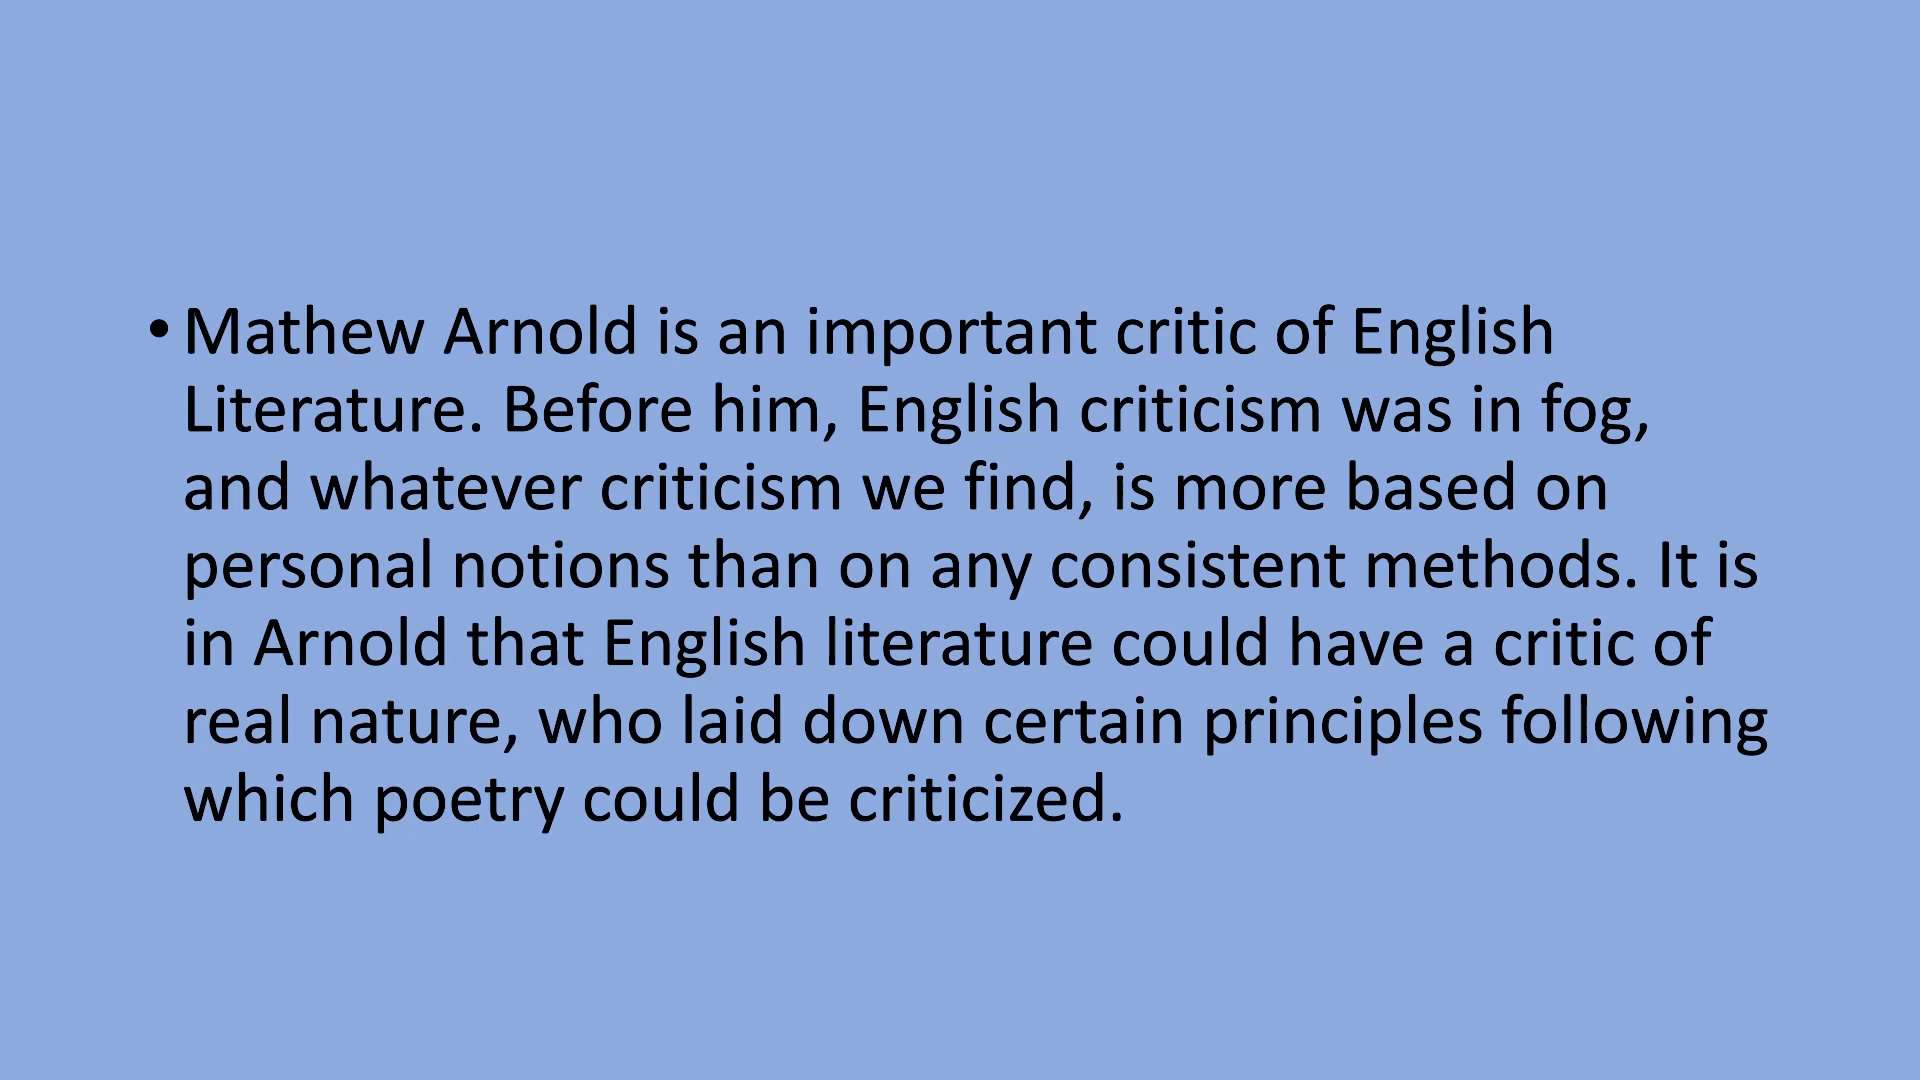 • Mathew Arnold is an important critic of English
Literature. Before him, English criticism was in fog,
and whatever criticism we find, is more based on
personal notions than on any consistent methods. It is
in Arnold that English literature could have a critic of
real nature, who laid down certain principles following
which poetry could be criticized.